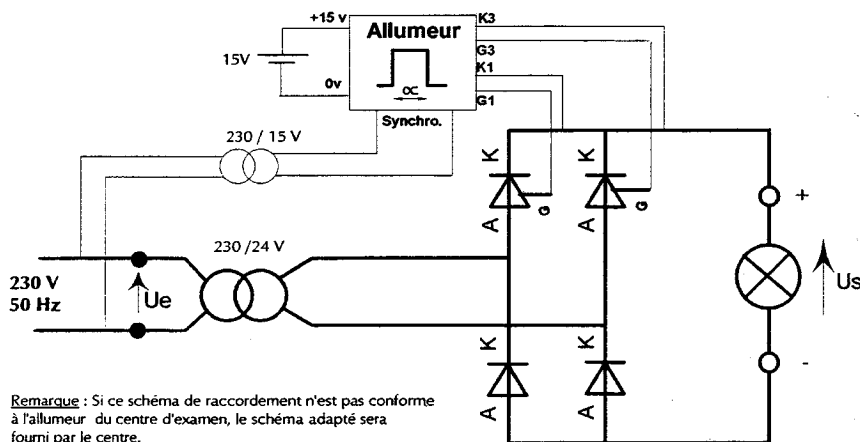 +15 v
Allumeur
K3
G3
K1
G1
15V
0v
∝
Synchro.
230 / 15 V
K
K
G
G
A
A
+
230 /24 V
230 V
50 Hz
Ue
Us
K
K
A
A
-
Remarque : Si ce schéma de raccordement n'est pas conforme
à l'allumeur du centre d'examen, le schéma adapté sera
fourni par le centre.